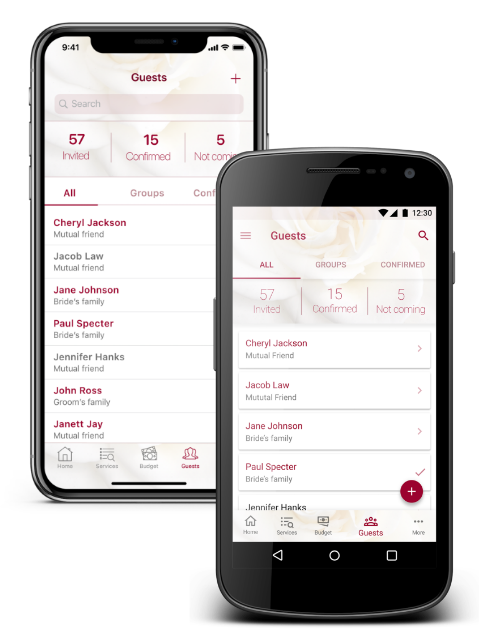 9:41
Guests
+
Search
57 15 5
Invited Confirmed Not coming
All Groups Conf
Cheryl Jackson
Mutual friend
Jacob Law
Mutual friend
Jane Johnson
Bride's family
Paul Specter
Bride's family
Jennifer Hanks
Mutual friend
John Ross
Groom's family
Janett Jay
Mutual friend
Home Services Budget Guests
12:30
Guests
ALL GROUPS CONFIRMED
57 15 5
Invited Confirmed Not coming
Cheryl Jackson
Mutual Friend
Jacob Law
Mututal Friend
Jane Johnson
Bride's family
Paul Specter
Bride's family
+
Jennifer Hanks
Home Services Budget Guests More